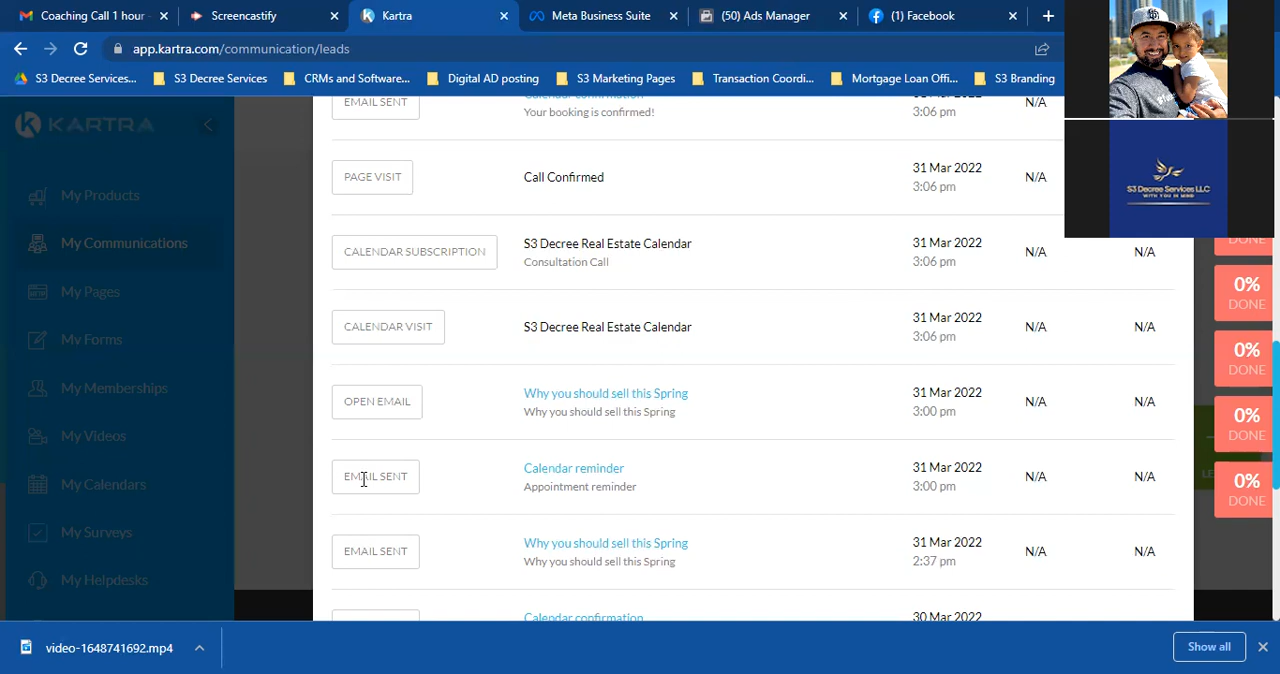 Coaching Call 1 hour
Screencastify
Kartra
Meta Business Suite
(50) Ads Manager
(1) Facebook
app.kartra.com/communication/leads
S3 Decree Services...
S3 Decree Services
CRMs and Software...
Digital AD posting
S3 Marketing Pages
Transaction Coordi...
Mortgage Loan Offi...
S3 Branding
KARTRA
My Products
My Communications
My Pages
My Forms
My Memberships
My Videos
My Calendars
My Surveys
My Helpdesks
EMAIL SENT
Calendar confirmation
Your booking is confirmed!
31 Mar 2022
3:06 pm
N/A
PAGE VISIT
Call Confirmed
31 Mar 2022
3:06 pm
N/A
CALENDAR SUBSCRIPTION
S3 Decree Real Estate Calendar
Consultation Call
31 Mar 2022
3:06 pm
N/A
N/A
CALENDAR VISIT
S3 Decree Real Estate Calendar
31 Mar 2022
3:06 pm
N/A
N/A
OPEN EMAIL
Why you should sell this Spring
Why you should sell this Spring
31 Mar 2022
3:00 pm
N/A
N/A
EMAIL SENT
Calendar reminder
Appointment reminder
31 Mar 2022
3:00 pm
N/A
N/A
EMAIL SENT
Why you should sell this Spring
Why you should sell this Spring
31 Mar 2022
2:37 pm
N/A
N/A
Calendar confirmation
30 Mar 2022
S3 Decree Services LLC
WITH YOU IN MIND
DONE
0%
DONE
0%
DONE
0%
DONE
0%
DONE
video-1648741692.mp4
Show all